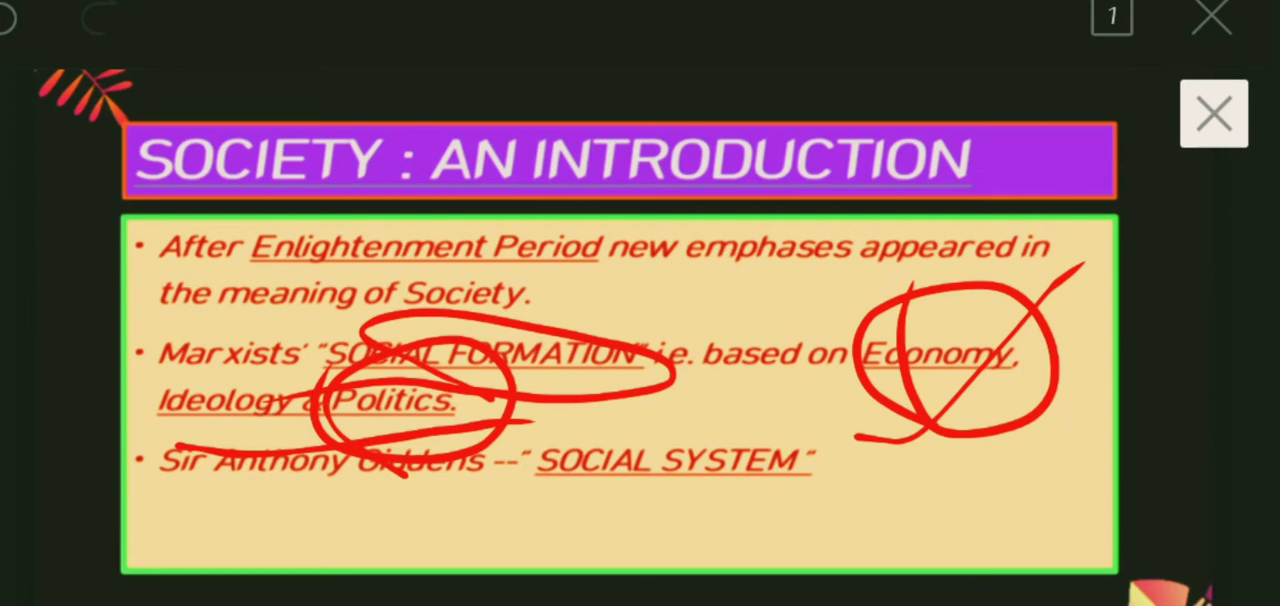 1
SOCIETY : AN INTRODUCTION
• After Enlightenment Period new emphases appeared in
the meaning of Society.
• Marxists' "SOCIAL FORMATION" i.e. based on Economy,
Ideology & Politics.
• Sir Anthony Giddens --" SOCIAL SYSTEM "